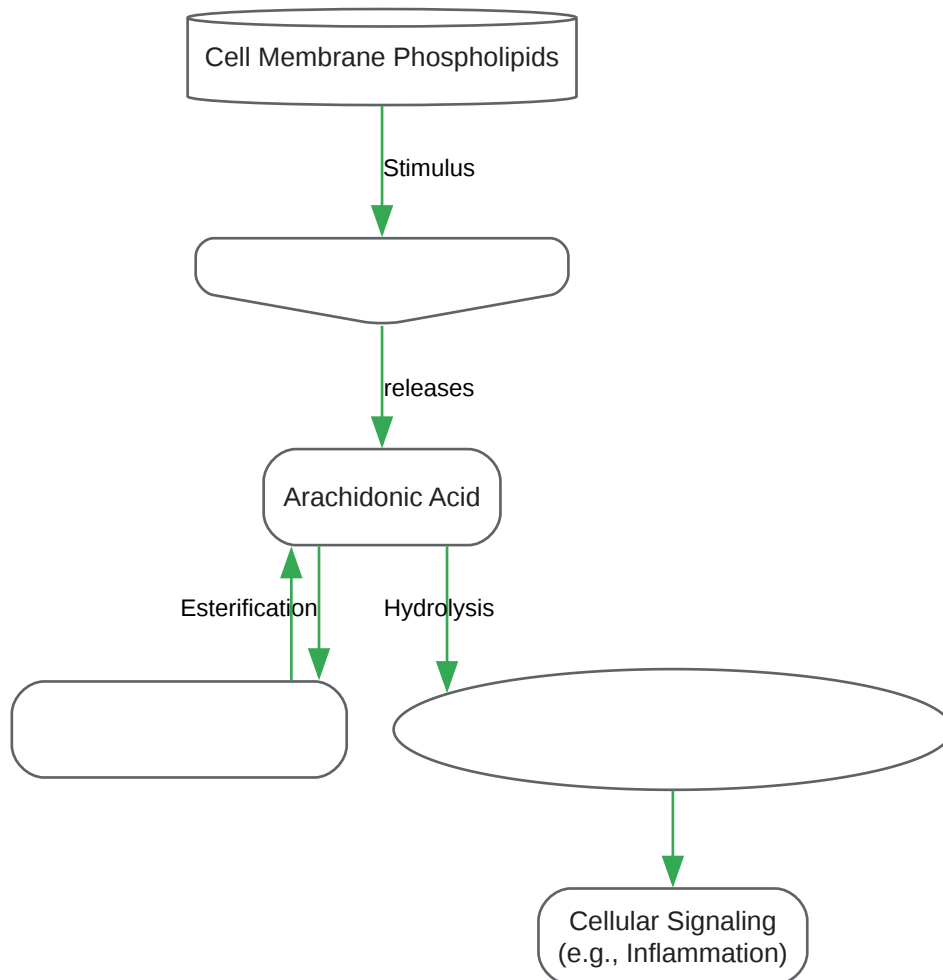 Cell Membrane Phospholipids
Stimulus
releases
Arachidonic Acid
Esterification
Hydrolysis
Cellular Signaling
(e.g., Inflammation)